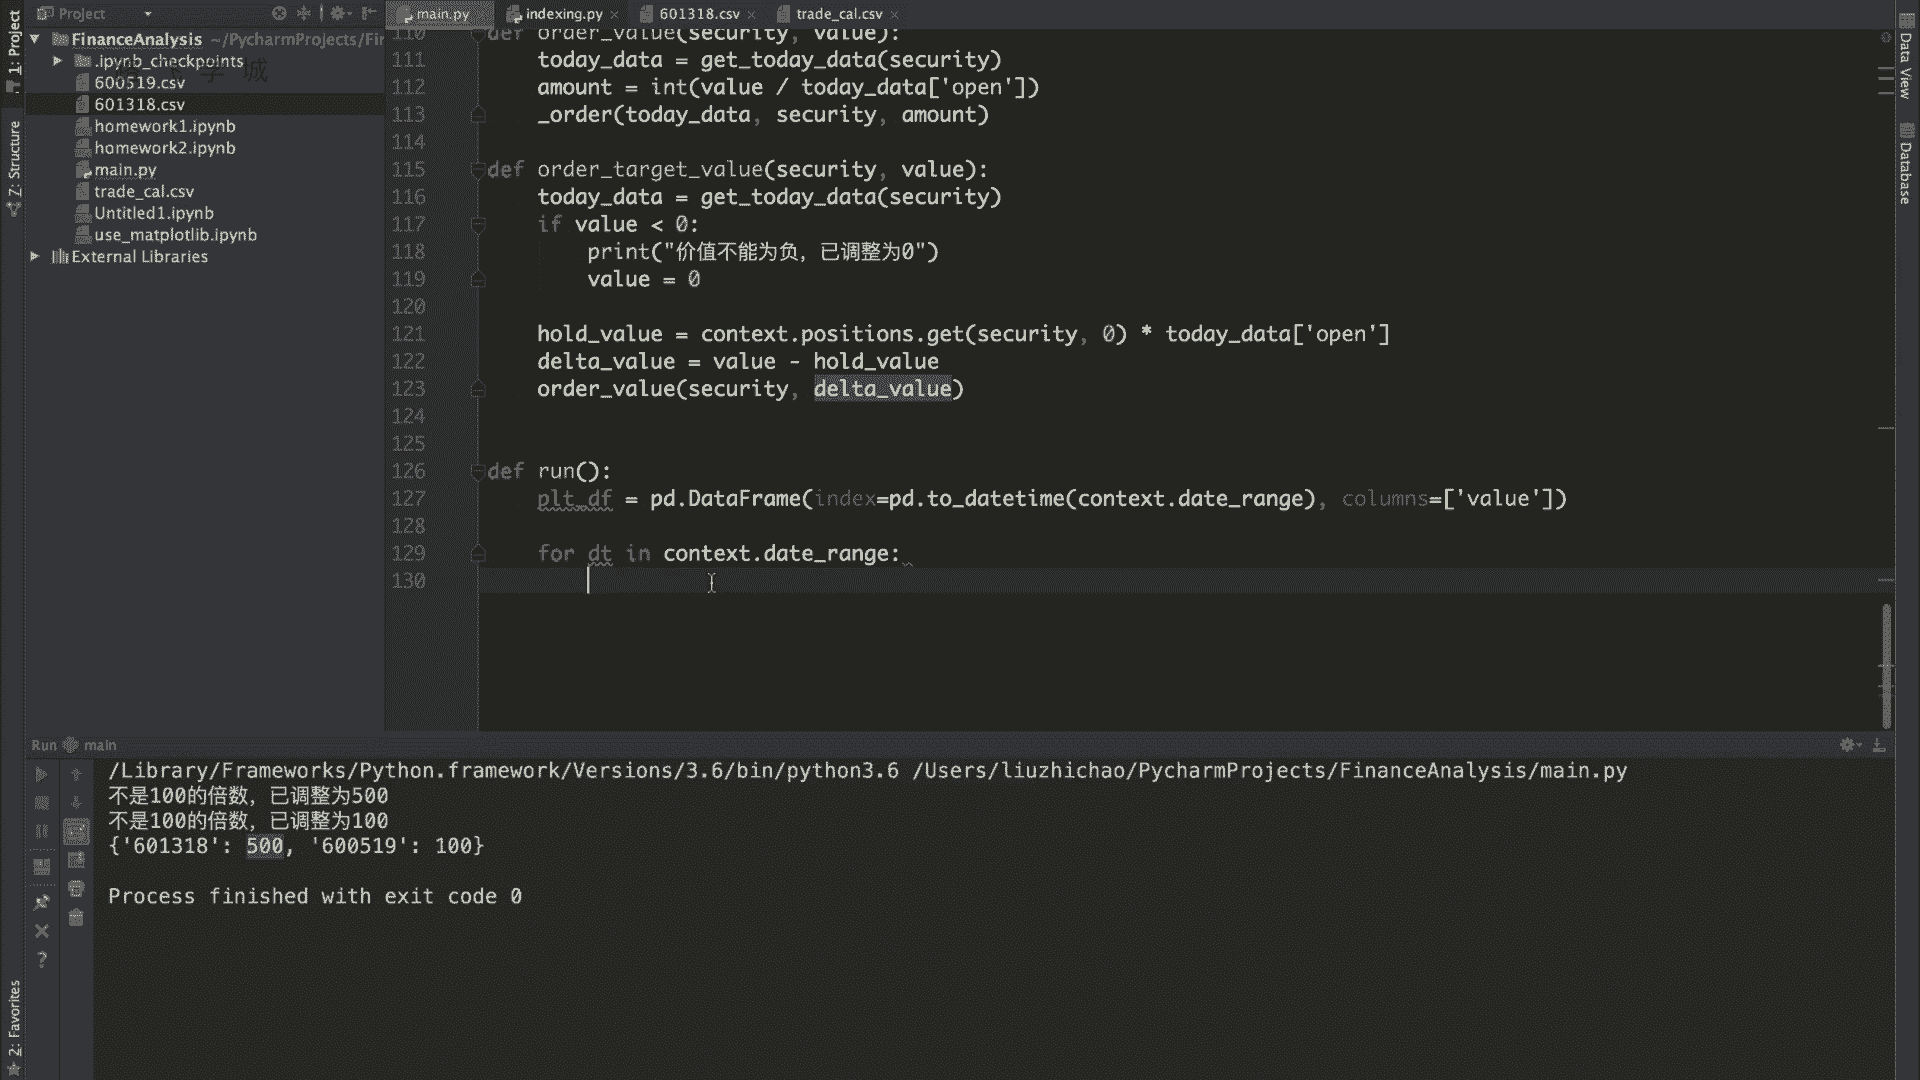 1: Project
Project
main.py
indexing.py
601318.csv
trade_cal.csv
FinanceAnalysis ~/PycharmProjects/Fir
.ipynb_checkpoints
600519.csv
601318.csv
homework1.ipynb
homework2.ipynb
main.py
trade_cal.csv
Untitled1.ipynb
use_matplotlib.ipynb
External Libraries
Z: Structure
2: Favorites
Data View
Database
110 def order_value(security, value):
111 today_data = get_today_data(security)
112 amount = int(value / today_data['open'])
113 _order(today_data, security, amount)
114
115 def order_target_value(security, value):
116 today_data = get_today_data(security)
117 if value < 0:
118 print("价值不能为负，已调整为0")
119 value = 0
120
121 hold_value = context.positions.get(security, 0) * today_data['open']
122 delta_value = value - hold_value
123 order_value(security, delta_value)
124
125
126 def run():
127 plt_df = pd.DataFrame(index=pd.to_datetime(context.date_range), columns=['value'])
128
129 for dt in context.date_range:
130
Run main
/Library/Frameworks/Python.framework/Versions/3.6/bin/python3.6 /Users/liuzhichao/PycharmProjects/FinanceAnalysis/main.py
不是100的倍数，已调整为500
不是100的倍数，已调整为100
{'601318': 500, '600519': 100}
Process finished with exit code 0